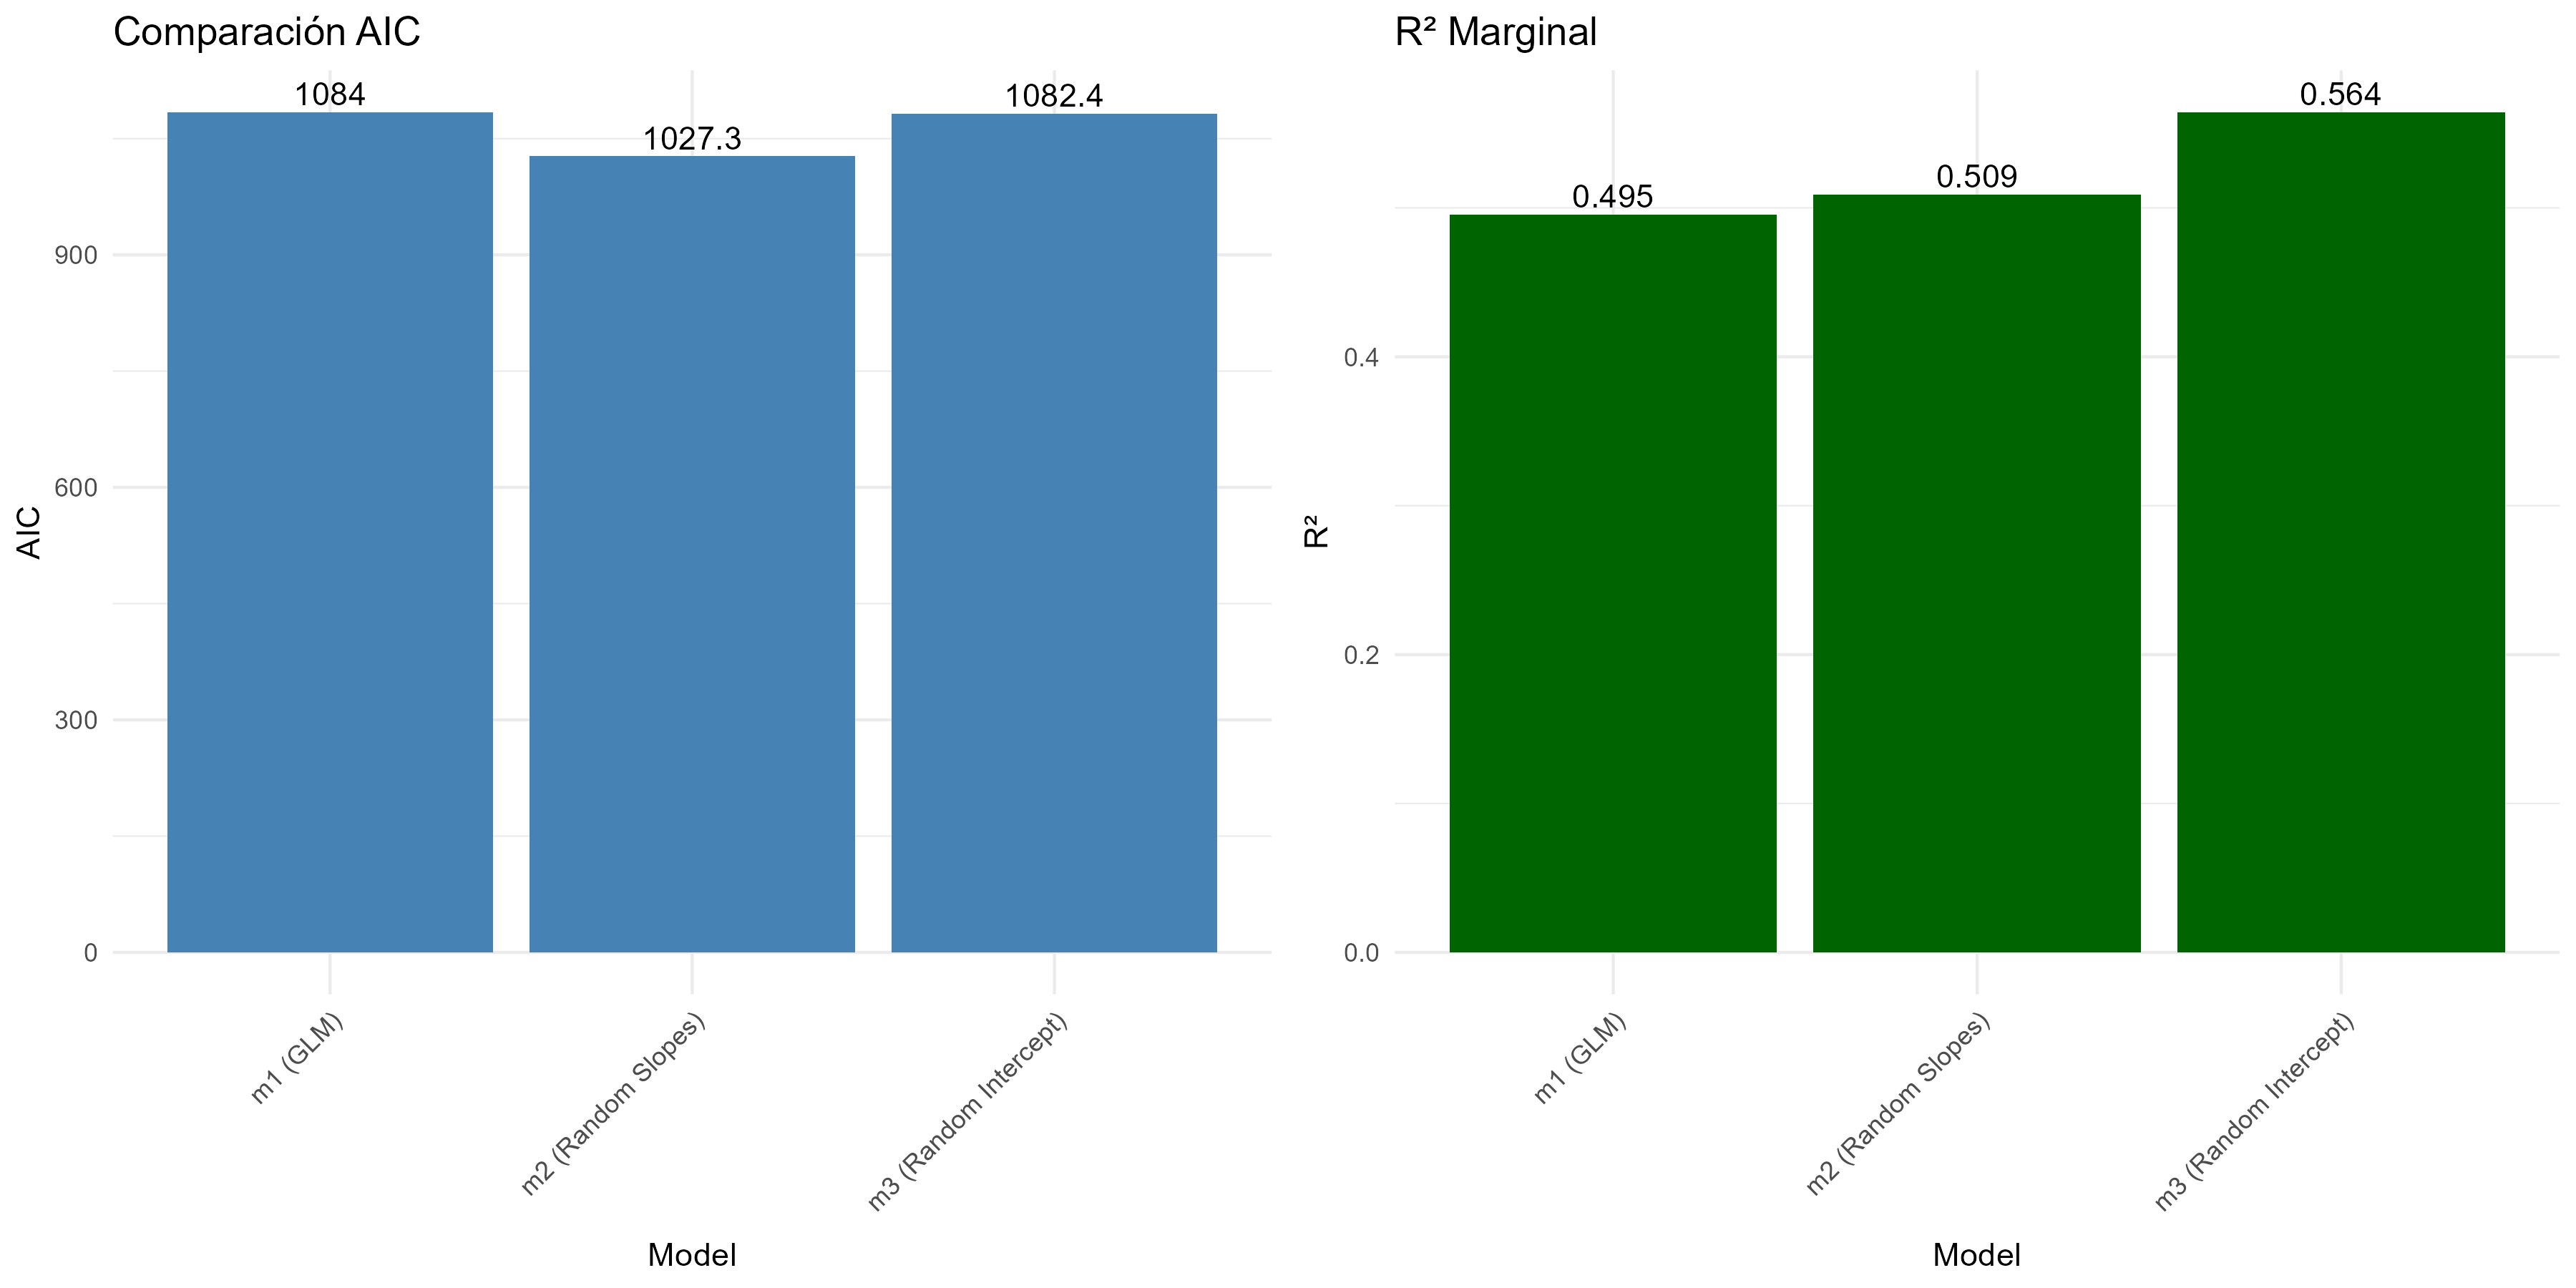 Comparación AIC
1084
1027.3
1082.4
900
600
300
0
AIC
m1 (GLM)
m2 (Random Slopes)
m3 (Random Intercept)
Model
R² Marginal
0.495
0.509
0.564
0.4
0.2
0.0
R²
m1 (GLM)
m2 (Random Slopes)
m3 (Random Intercept)
Model